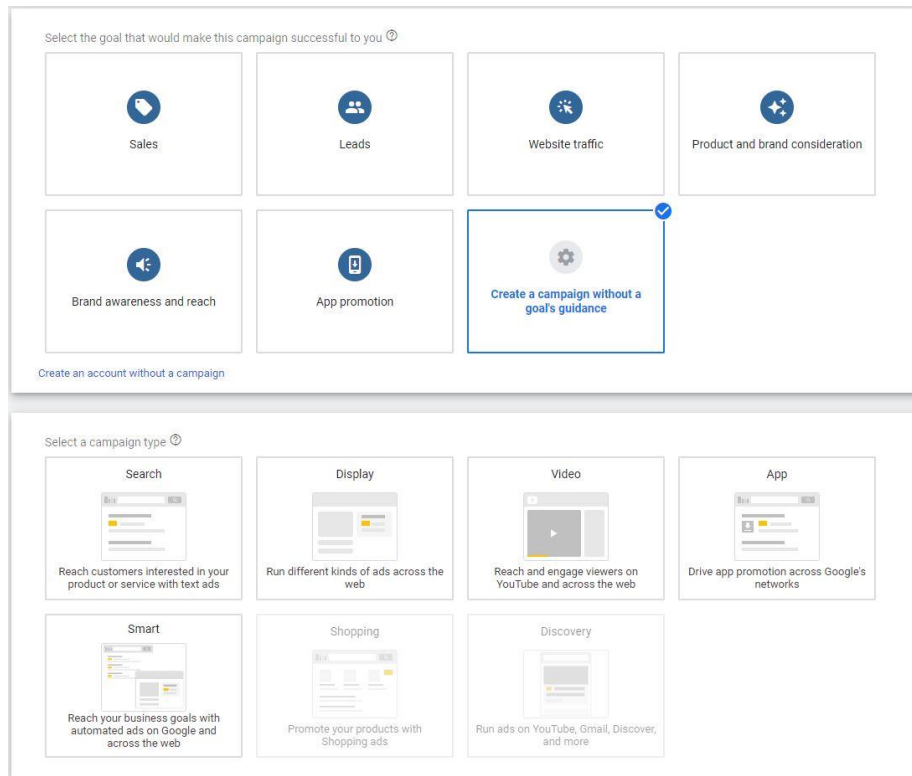 Select the goal that would make this campaign successful to you
Sales
Leads
Website traffic
Product and brand consideration
Brand awareness and reach
App promotion
Create a campaign without a
goal's guidance
Create an account without a campaign
Select a campaign type
Search
Reach customers interested in your
product or service with text ads
Display
Run different kinds of ads across the
web
Video
Reach and engage viewers on
YouTube and across the web
App
Drive app promotion across Google's
networks
Smart
Reach your business goals with
automated ads on Google and
across the web
Shopping
Promote your products with
Shopping ads
Discovery
Run ads on YouTube, Gmail, Discover,
and more